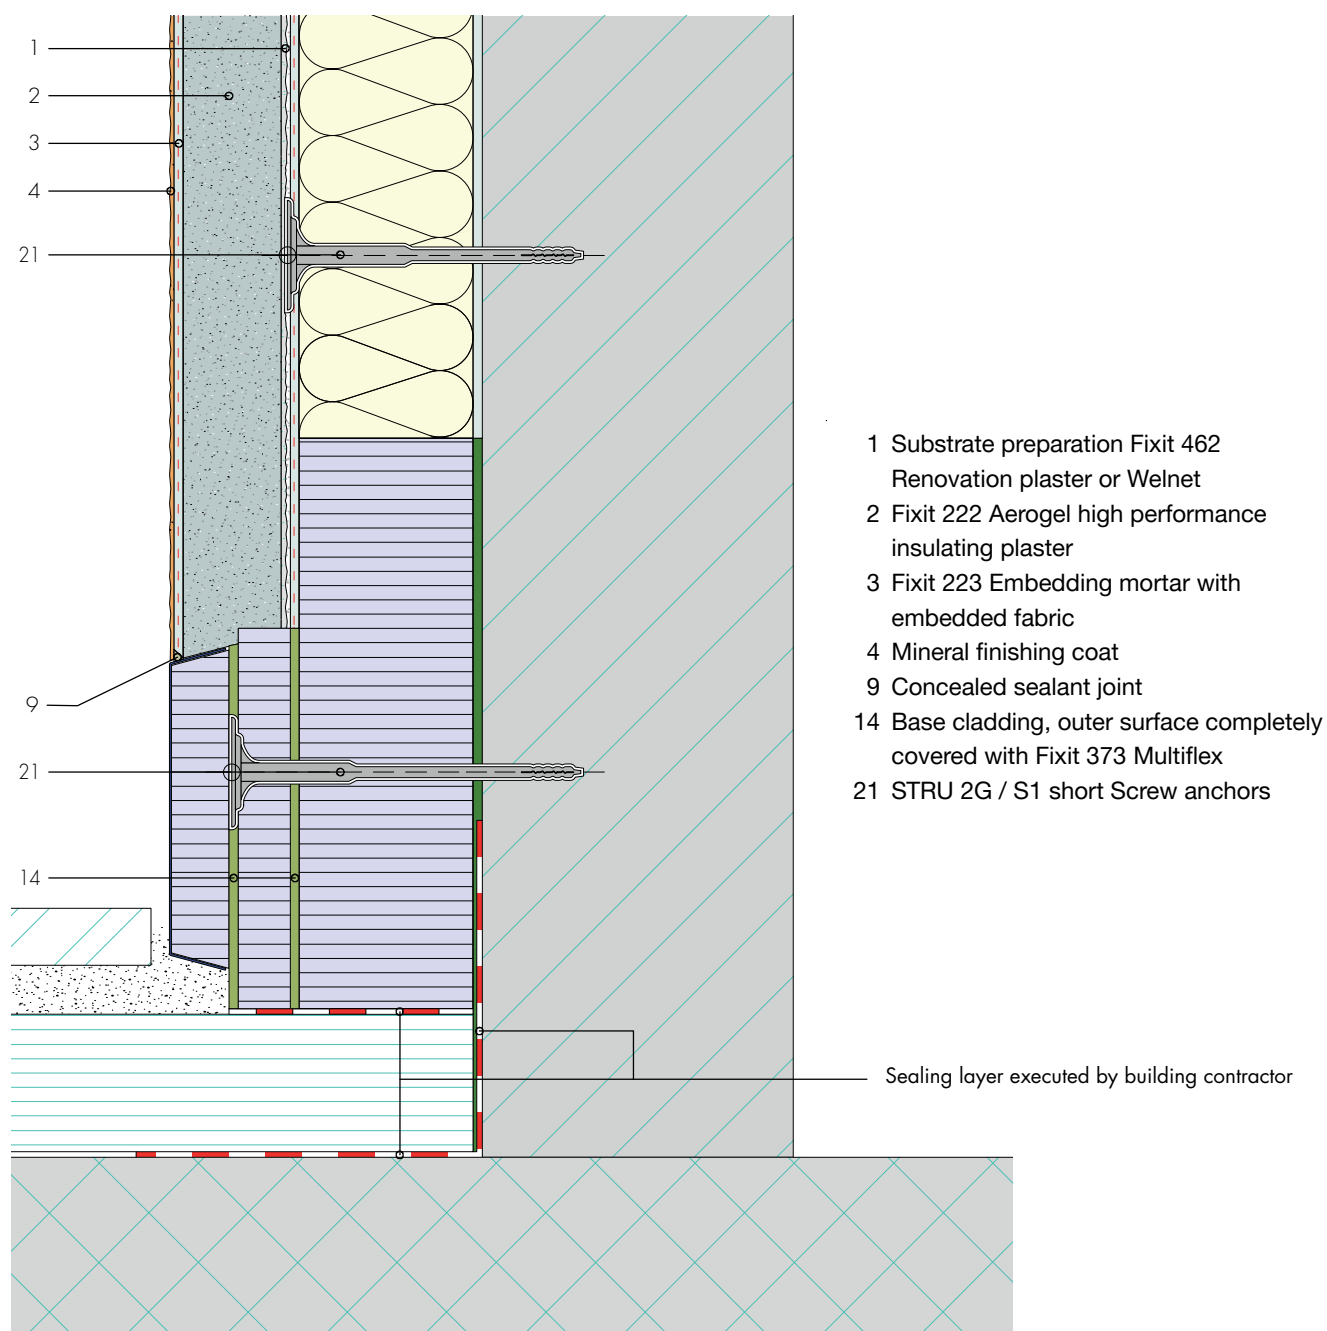 1
2
3
4
21
9
21
14
1 Substrate preparation Fixit 462
Renovation plaster or Welnet
2 Fixit 222 Aerogel high performance
insulating plaster
3 Fixit 223 Embedding mortar with
embedded fabric
4 Mineral finishing coat
9 Concealed sealant joint
14 Base cladding, outer surface completely
covered with Fixit 373 Multiflex
21 STRU 2G / S1 short Screw anchors
Sealing layer executed by building contractor